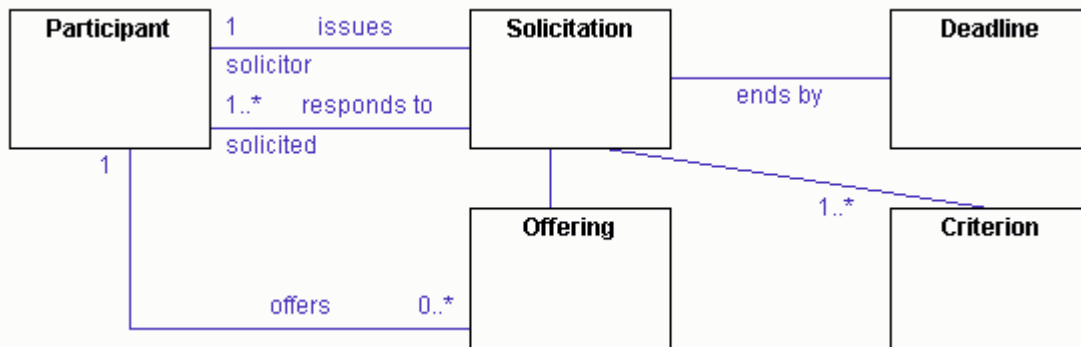 Participant
1 issues
solicitor
1..* responds to
solicited
1
Solicitation
ends by
Deadline
1..*
Offering
Criterion
offers 0..*